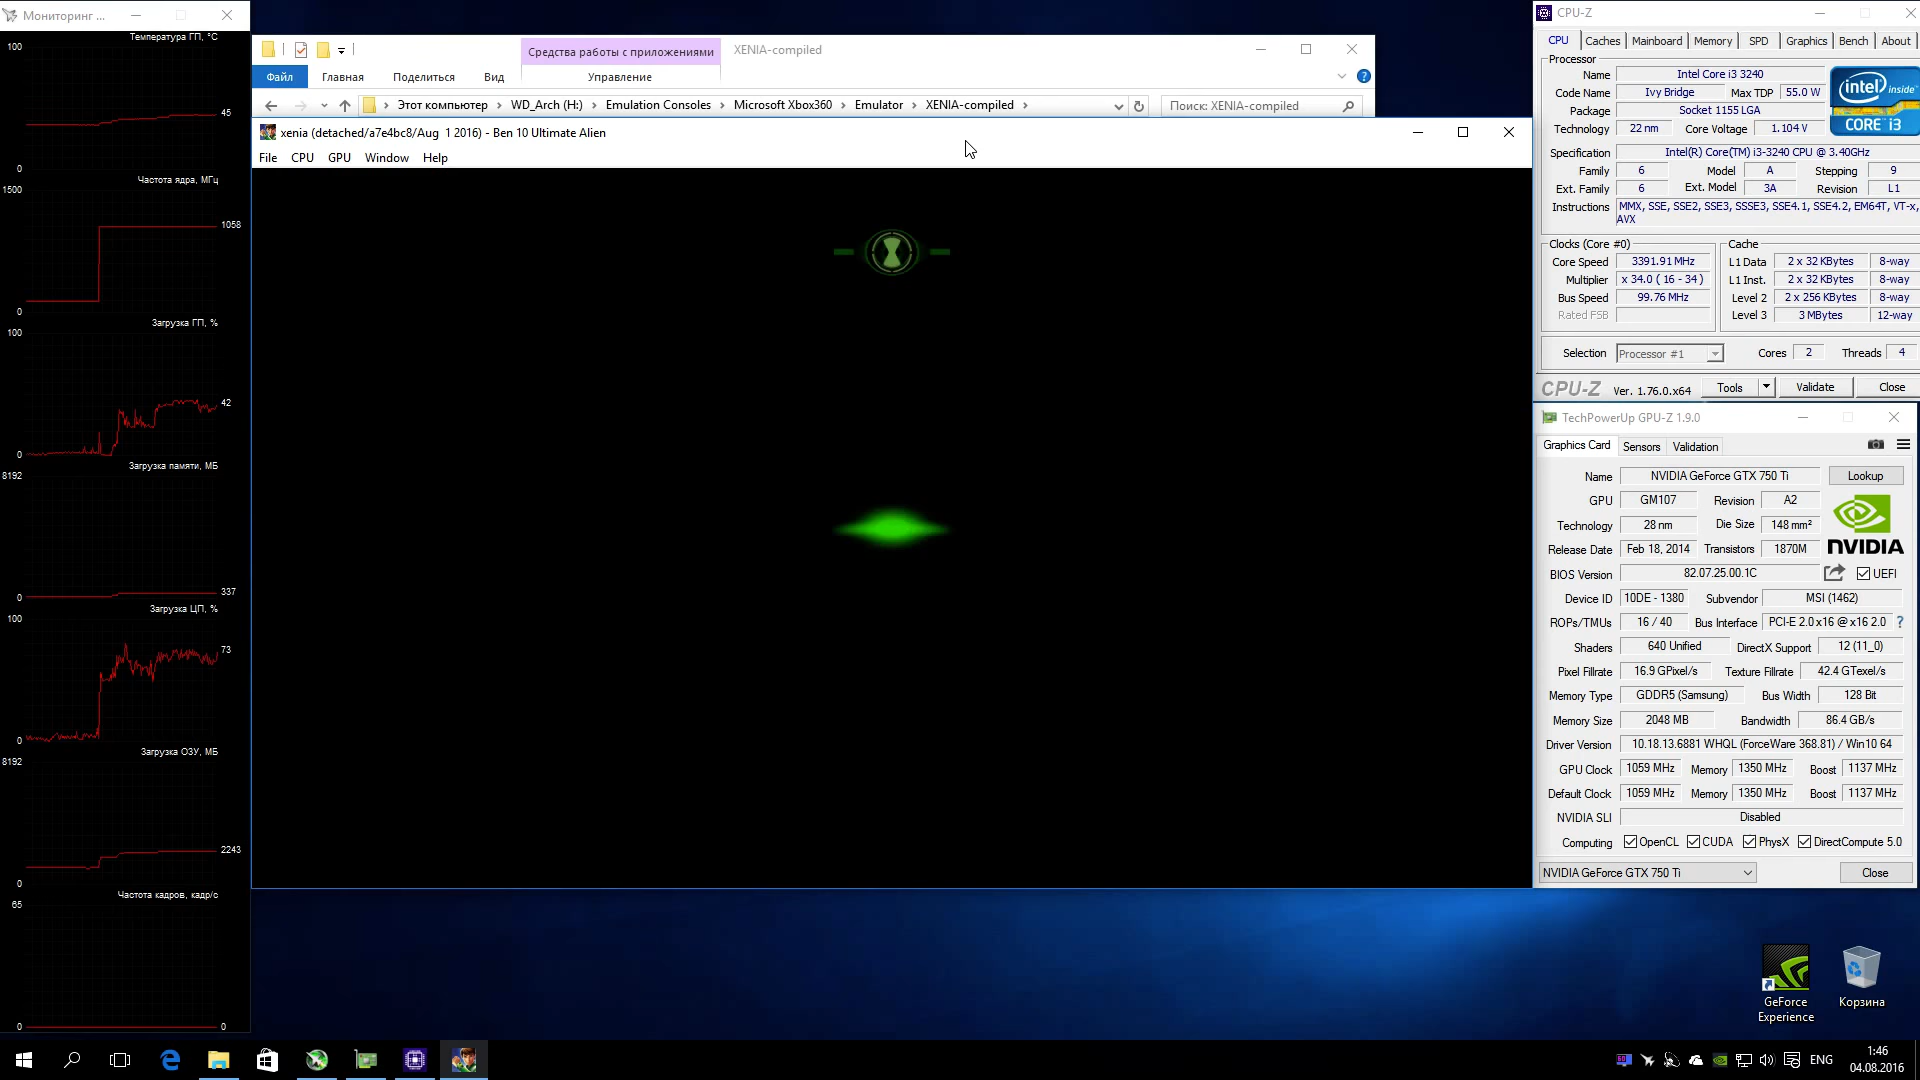 Мониторинг ...
Температура ГП, °C
100
45
0
Частота ядра, МГц
1500
1058
0
Загрузка ГП, %
100
42
0
Загрузка памяти, МБ
8192
337
0
Загрузка ЦП, %
100
73
0
Загрузка ОЗУ, МБ
8192
2243
0
Частота кадров, кадр/с
65
0
0
Средства работы с приложениями
XENIA-compiled
Файл
Главная
Поделиться
Вид
Управление
Этот компьютер
WD_Arch (H:)
Emulation Consoles
Microsoft Xbox360
Emulator
XENIA-compiled
Поиск: XENIA-compiled
xenia (detached/a7e4bc8/Aug 1 2016) - Ben 10 Ultimate Alien
File CPU GPU Window Help
CPU-Z
CPU Caches Mainboard Memory SPD Graphics Bench About
Processor
Name Intel Core i3 3240
Code Name Ivy Bridge Max TDP 55.0 W
Package Socket 1155 LGA
Technology 22 nm Core Voltage 1.104 V
intel inside™
CORE i3
Specification Intel(R) Core(TM) i3-3240 CPU @ 3.40GHz
Family 6 Model A Stepping 9
Ext. Family 6 Ext. Model 3A Revision L1
Instructions MMX, SSE, SSE2, SSE3, SSSE3, SSE4.1, SSE4.2, EM64T, VT-x,
AVX
Clocks (Core #0)
Core Speed 3391.91 MHz
Multiplier x 34.0 ( 16 - 34 )
Bus Speed 99.76 MHz
Rated FSB
Cache
L1 Data 2 x 32 KBytes 8-way
L1 Inst. 2 x 32 KBytes 8-way
Level 2 2 x 256 KBytes 8-way
Level 3 3 MBytes 12-way
Selection Processor #1 Cores 2 Threads 4
CPU-Z Ver. 1.76.0.x64 Tools Validate Close
TechPowerUp GPU-Z 1.9.0
Graphics Card Sensors Validation
Name NVIDIA GeForce GTX 750 Ti Lookup
GPU GM107 Revision A2
Technology 28 nm Die Size 148 mm²
Release Date Feb 18, 2014 Transistors 1870M
NVIDIA
BIOS Version 82.07.25.00.1C UEFI
Device ID 10DE - 1380 Subvendor MSI (1462)
ROPs/TMUs 16 / 40 Bus Interface PCI-E 2.0 x16 @ x16 2.0 ?
Shaders 640 Unified DirectX Support 12 (11_0)
Pixel Fillrate 16.9 GPixel/s Texture Fillrate 42.4 GTexel/s
Memory Type GDDR5 (Samsung) Bus Width 128 Bit
Memory Size 2048 MB Bandwidth 86.4 GB/s
Driver Version 10.18.13.6881 WHQL (ForceWare 368.81) / Win10 64
GPU Clock 1059 MHz Memory 1350 MHz Boost 1137 MHz
Default Clock 1059 MHz Memory 1350 MHz Boost 1137 MHz
NVIDIA SLI Disabled
Computing OpenCL CUDA PhysX DirectCompute 5.0
NVIDIA GeForce GTX 750 Ti Close
GeForce
Experience
Корзина
ENG
1:46
04.08.2016